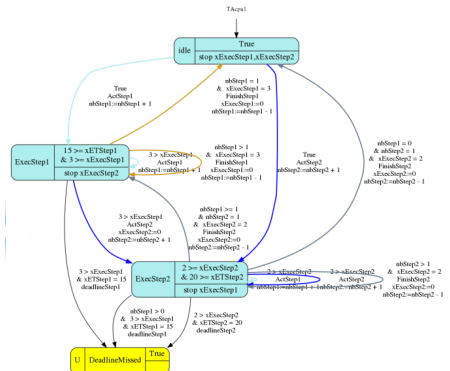 TAcpu1
idle
True
stop xExecStep1,xExecStep2
True
ActStep1
nbStep1:=nbStep1 + 1
nbStep1 = 1
& xExecStep1 = 3
FinishStep1
xExecStep1:=0
nbStep1:=nbStep1 - 1
ExecStep1
15 >= xETStep1
& 3 >= xExecStep1
stop xExecStep2
3 > xExecStep1
ActStep1
nbStep1:=nbStep1 + 1
nbStep1 > 1
& xExecStep1 = 3
FinishStep1
xExecStep1:=0
nbStep1:=nbStep1 - 1
True
ActStep2
nbStep2:=nbStep2 + 1
nbStep1 = 0
& nbStep2 = 1
& xExecStep2 = 2
FinishStep2
xExecStep2:=0
nbStep2:=nbStep2 - 1
3 > xExecStep1
ActStep2
xExecStep2:=0
nbStep2:=nbStep2 + 1
nbStep1 >= 1
& nbStep2 = 1
& xExecStep2 = 2
FinishStep2
xExecStep2:=0
nbStep2:=nbStep2 - 1
3 > xExecStep1
& xETStep1 = 15
deadlineStep1
ExecStep2
2 >= xExecStep2
& 20 >= xETStep2
stop xExecStep1
2 > xExecStep2
ActStep1
nbStep1:=nbStep1 + 1
2 > xExecStep2
ActStep2
nbStep2:=nbStep2 + 1
nbStep2 > 1
& xExecStep2 = 2
FinishStep2
xExecStep2:=0
nbStep2:=nbStep2 - 1
nbStep1 > 0
& 3 > xExecStep1
& xETStep1 = 15
deadlineStep1
2 > xExecStep2
& xETStep2 = 20
deadlineStep2
U
DeadlineMissed
True